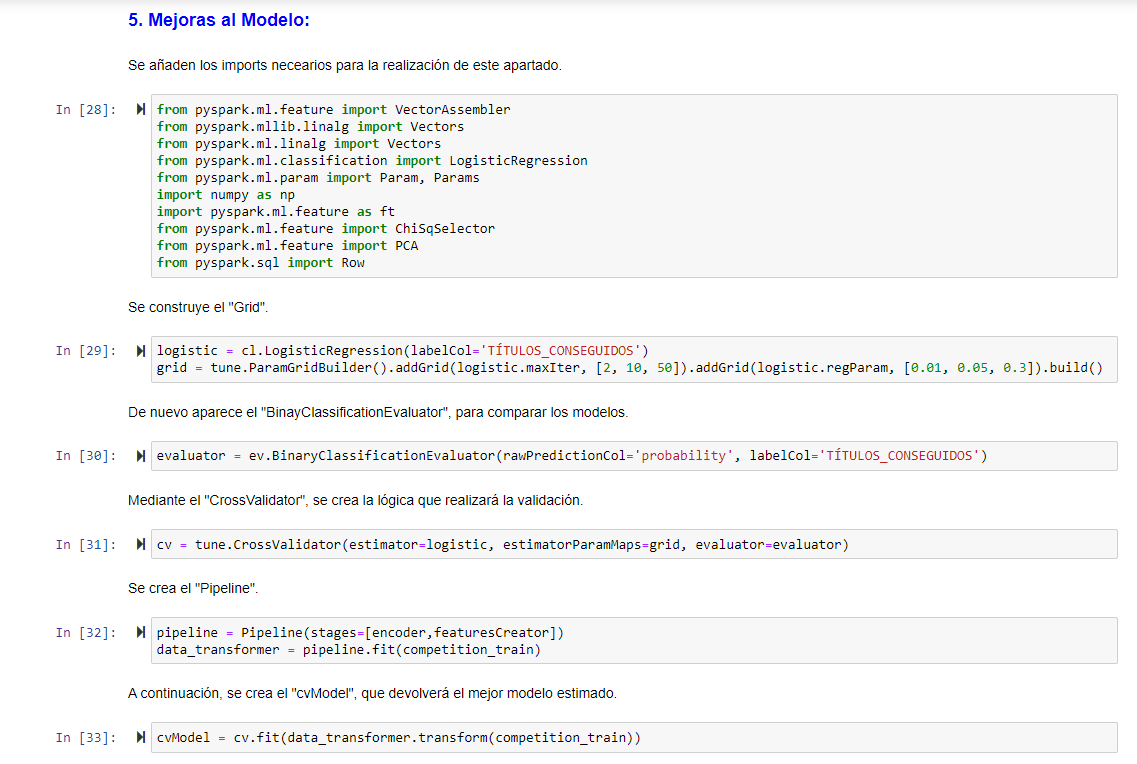 5. Mejoras al Modelo:
Se añaden los imports necearios para la realización de este apartado.
In [28]:
from pyspark.ml.feature import VectorAssembler
from pyspark.mllib.linalg import Vectors
from pyspark.ml.linalg import Vectors
from pyspark.ml.classification import LogisticRegression
from pyspark.ml.param import Param, Params
import numpy as np
import pyspark.ml.feature as ft
from pyspark.ml.feature import ChiSqSelector
from pyspark.ml.feature import PCA
from pyspark.sql import Row
Se construye el "Grid".
In [29]:
logistic = cl.LogisticRegression(labelCol='TÍTULOS_CONSEGUIDOS')
grid = tune.ParamGridBuilder().addGrid(logistic.maxIter, [2, 10, 50]).addGrid(logistic.regParam, [0.01, 0.05, 0.3]).build()
De nuevo aparece el "BinayClassificationEvaluator", para comparar los modelos.
In [30]:
evaluator = ev.BinaryClassificationEvaluator(rawPredictionCol='probability', labelCol='TÍTULOS_CONSEGUIDOS')
Mediante el "CrossValidator", se crea la lógica que realizará la validación.
In [31]:
cv = tune.CrossValidator(estimator=logistic, estimatorParamMaps=grid, evaluator=evaluator)
Se crea el "Pipeline".
In [32]:
pipeline = Pipeline(stages=[encoder,featuresCreator])
data_transformer = pipeline.fit(competition_train)
A continuación, se crea el "cvModel", que devolverá el mejor modelo estimado.
In [33]:
cvModel = cv.fit(data_transformer.transform(competition_train))